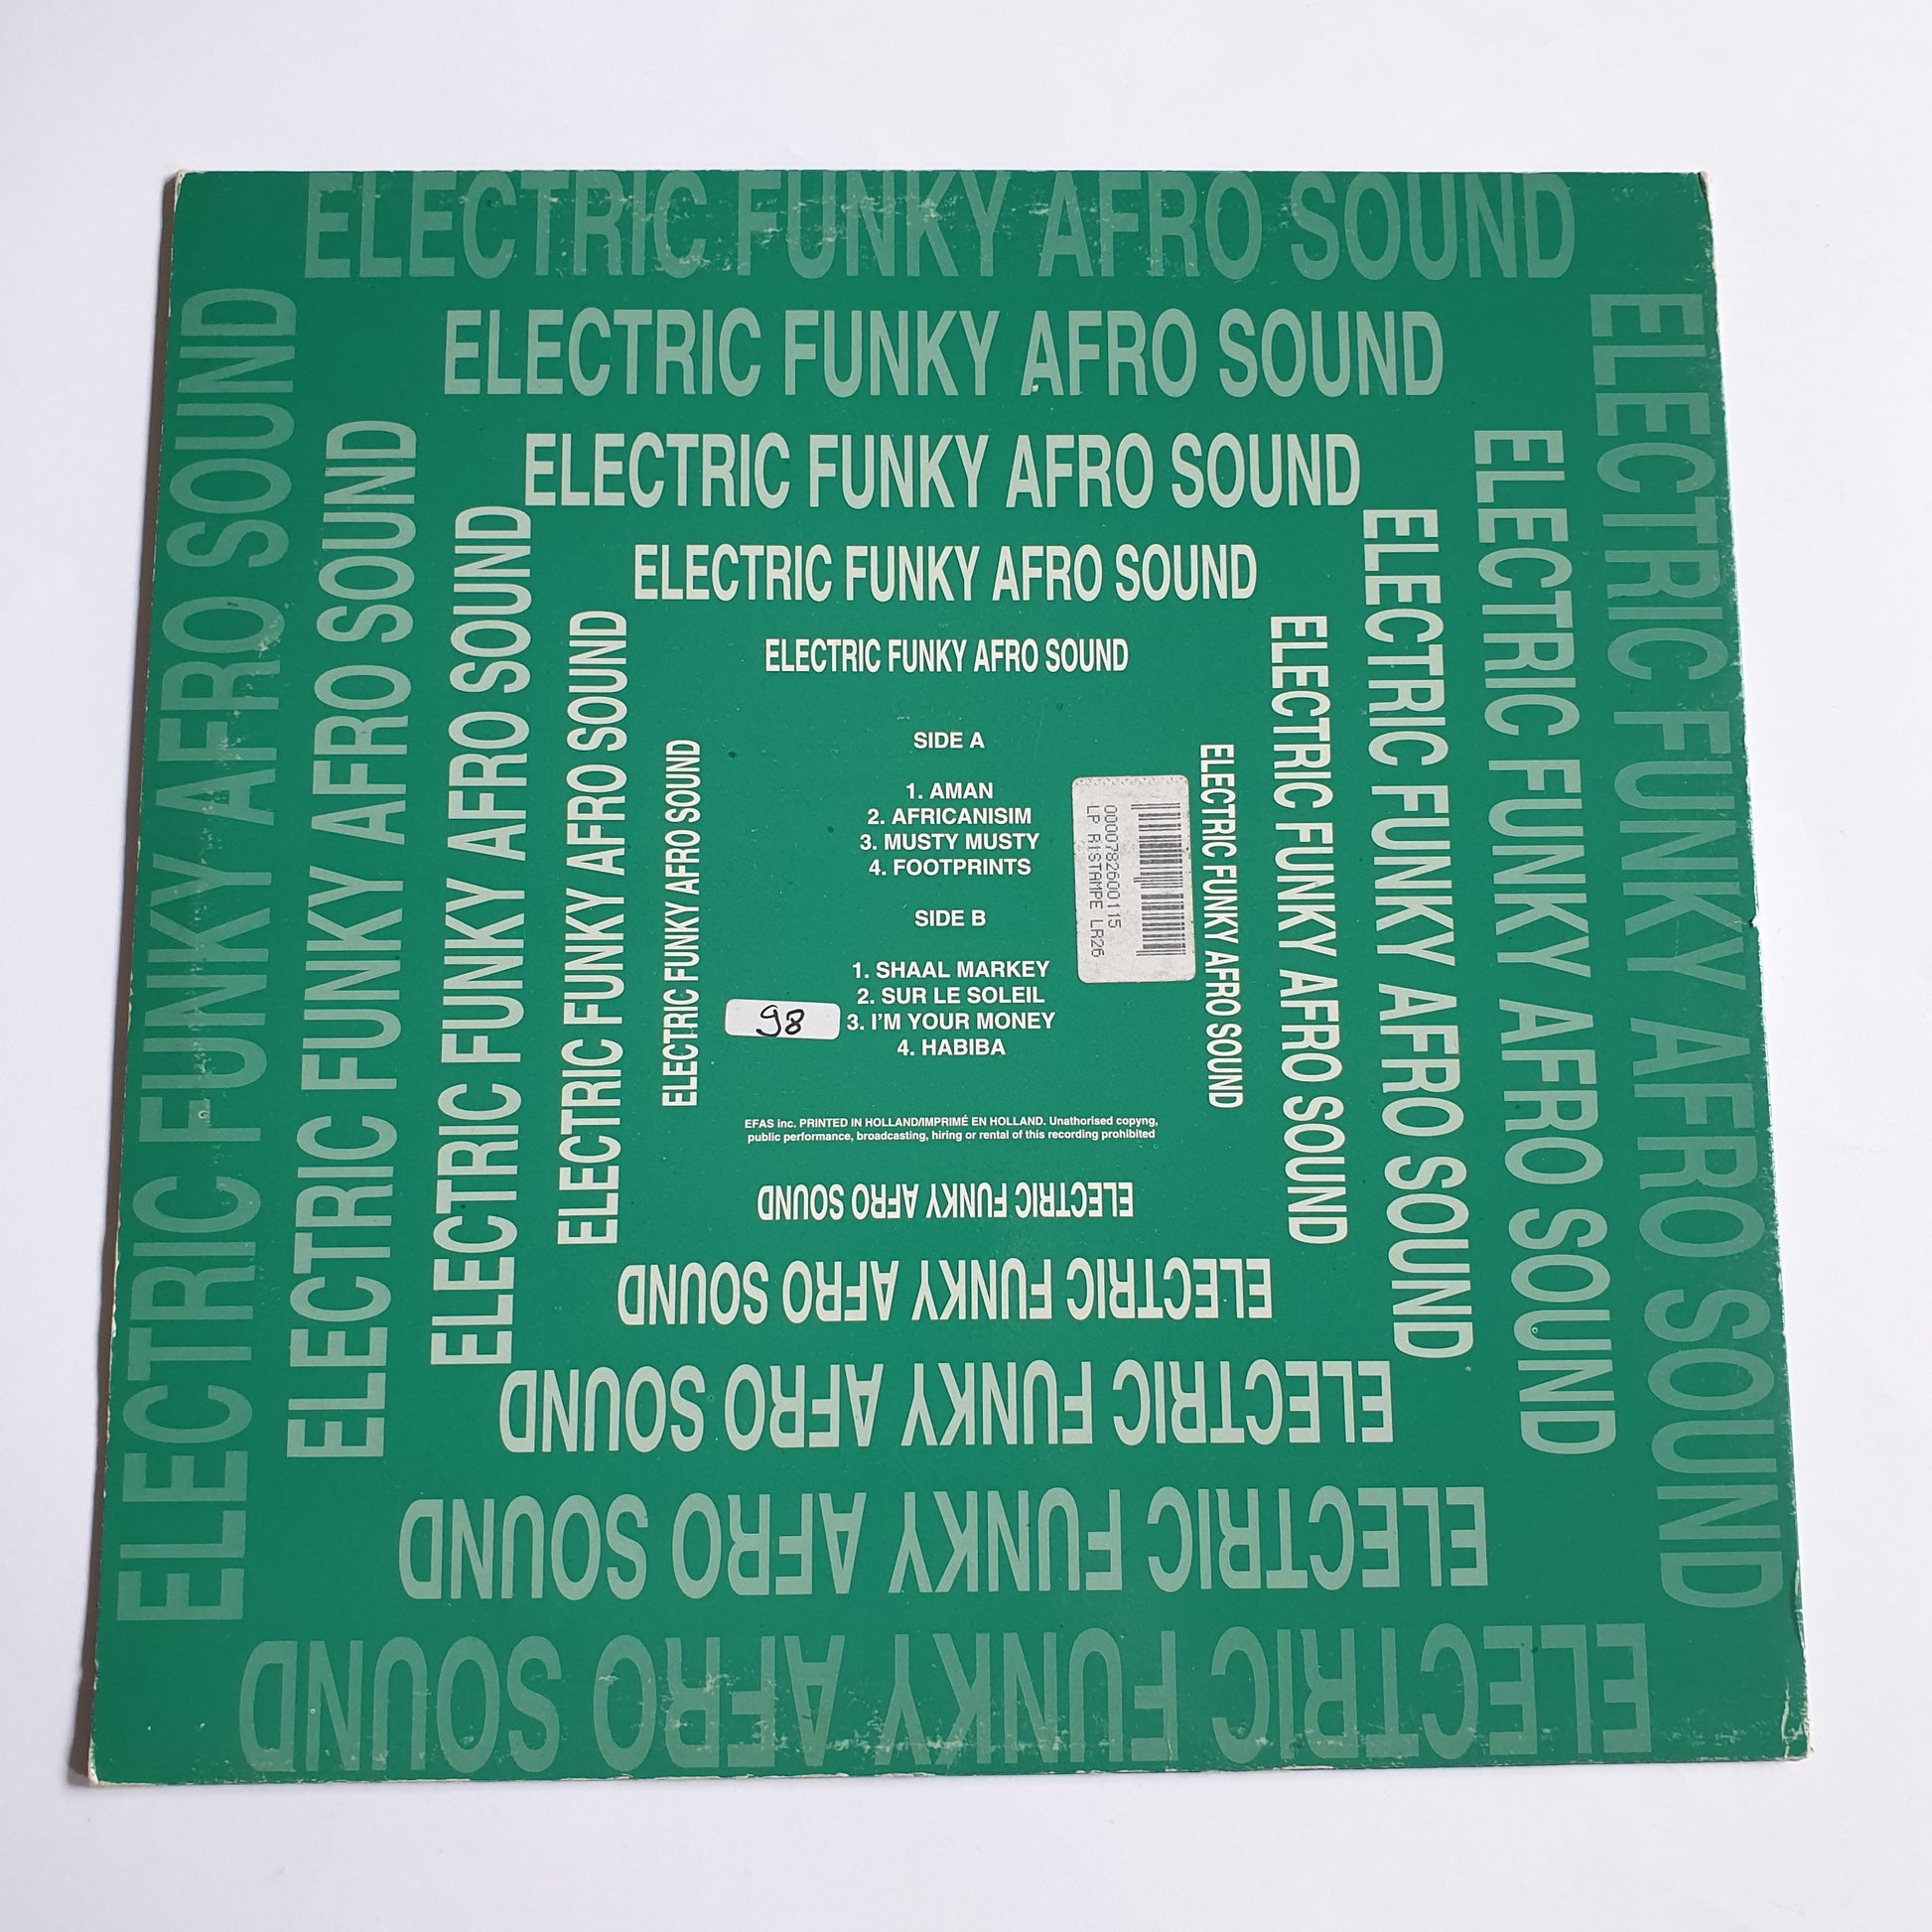 ELECTRIC FUNKY AFRO SOUND
ELECTRIC FUNKY AFRO SOUND
ELECTRIC FUNKY AFRO SOUND
ELECTRIC FUNKY AFRO SOUND
ELECTRIC FUNKY AFRO SOUND
ELECTRIC FUNKY AFRO SOUND
ELECTRIC FUNKY AFRO SOUND
ELECTRIC FUNKY AFRO SOUND
ELECTRIC FUNKY AFRO SOUND
ELECTRIC FUNKY AFRO SOUND
SIDE A
1. AMAN
2. AFRICANISIM
3. MUSTY MUSTY
4. FOOTPRINTS
SIDE B
1. SHAAL MARKEY
2. SUR LE SOLEIL
3. I'M YOUR MONEY
4. HABIBA
98
0000782600115
LP RISTAMPE LR26
EFAS inc. PRINTED IN HOLLAND/IMPRIMÉ EN HOLLAND. Unathorised copyng,
public performance, broadcasting, hiring or rental of this recording prohibited
ELECTRIC FUNKY AFRO SOUND
ELECTRIC FUNKY AFRO SOUND
ELECTRIC FUNKY AFRO SOUND
ELECTRIC FUNKY AFRO SOUND
ELECTRIC FUNKY AFRO SOUND
ELECTRIC FUNKY AFRO SOUND
ELECTRIC FUNKY AFRO SOUND
ELECTRIC FUNKY AFRO SOUND
ELECTRIC FUNKY AFRO SOUND
ELECTRIC FUNKY AFRO SOUND